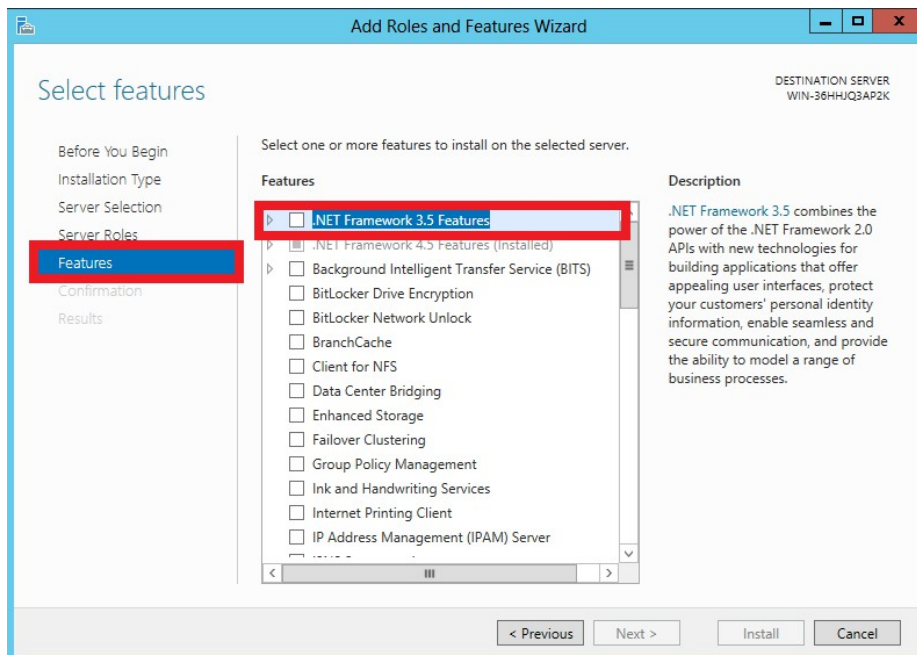 Add Roles and Features Wizard
Select features
DESTINATION SERVER
WIN-36HHJQ3AP2K
Before You Begin
Installation Type
Server Selection
Server Roles
Features
Confirmation
Results
Select one or more features to install on the selected server.
Features
.NET Framework 3.5 Features
.NET Framework 4.5 Features (Installed)
Background Intelligent Transfer Service (BITS)
BitLocker Drive Encryption
BitLocker Network Unlock
BranchCache
Client for NFS
Data Center Bridging
Enhanced Storage
Failover Clustering
Group Policy Management
Ink and Handwriting Services
Internet Printing Client
IP Address Management (IPAM) Server
Description
.NET Framework 3.5 combines the
power of the .NET Framework 2.0
APIs with new technologies for
building applications that offer
appealing user interfaces, protect
your customers' personal identity
information, enable seamless and
secure communication, and provide
the ability to model a range of
business processes.
< Previous
Next >
Install
Cancel